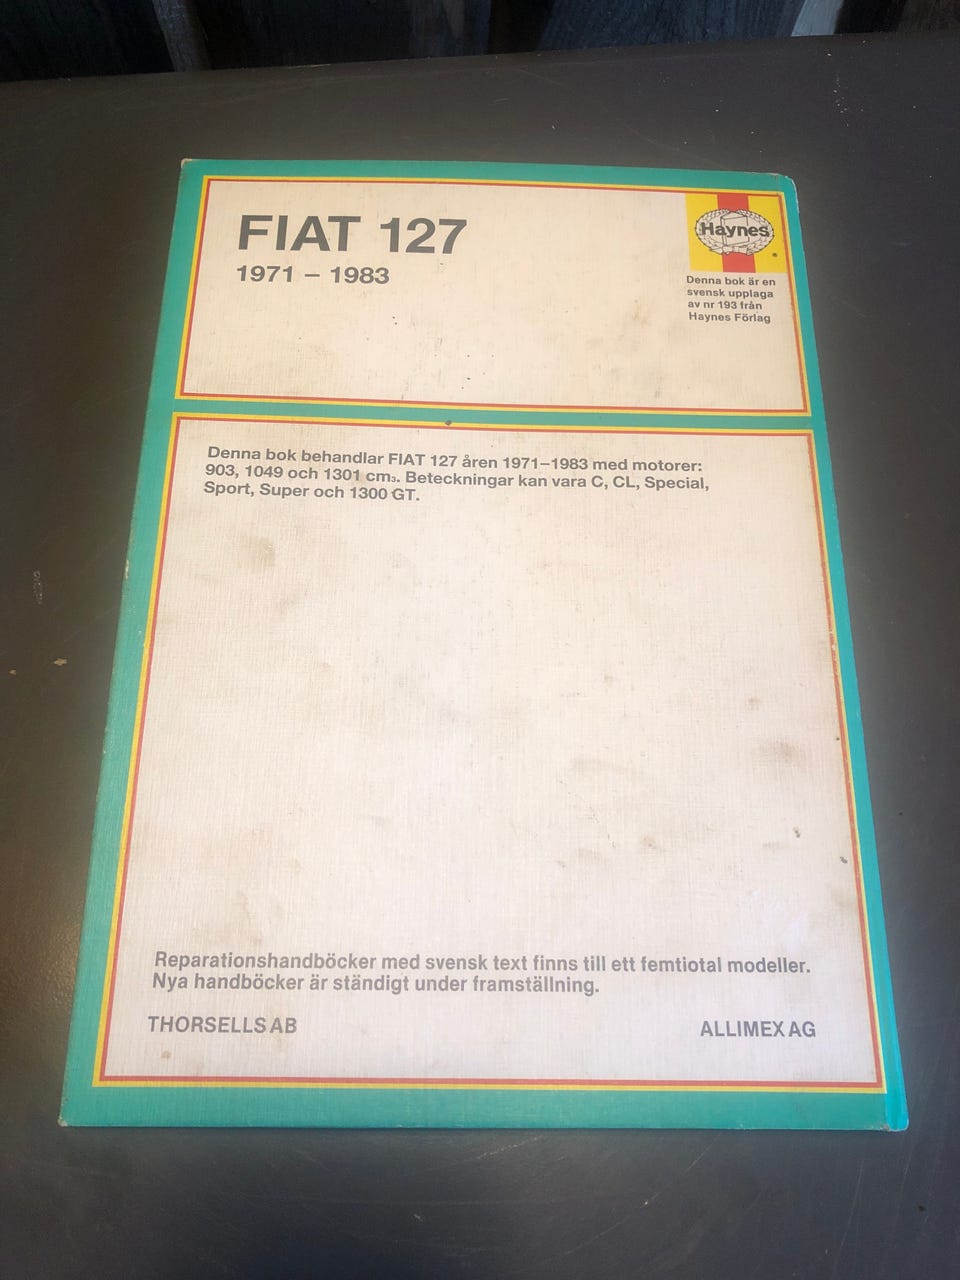 FIAT 127
1971 – 1983
Haynes
Denna bok är en
svensk upplaga
av nr 193 från
Haynes Förlag
Denna bok behandlar FIAT 127 åren 1971–1983 med motorer:
903, 1049 och 1301 cm₃. Beteckningar kan vara C, CL, Special,
Sport, Super och 1300 GT.
Reparationshandböcker med svensk text finns till ett femtiotal modeller.
Nya handböcker är ständigt under framställning.
THORSELLS AB
ALLIMEX AG